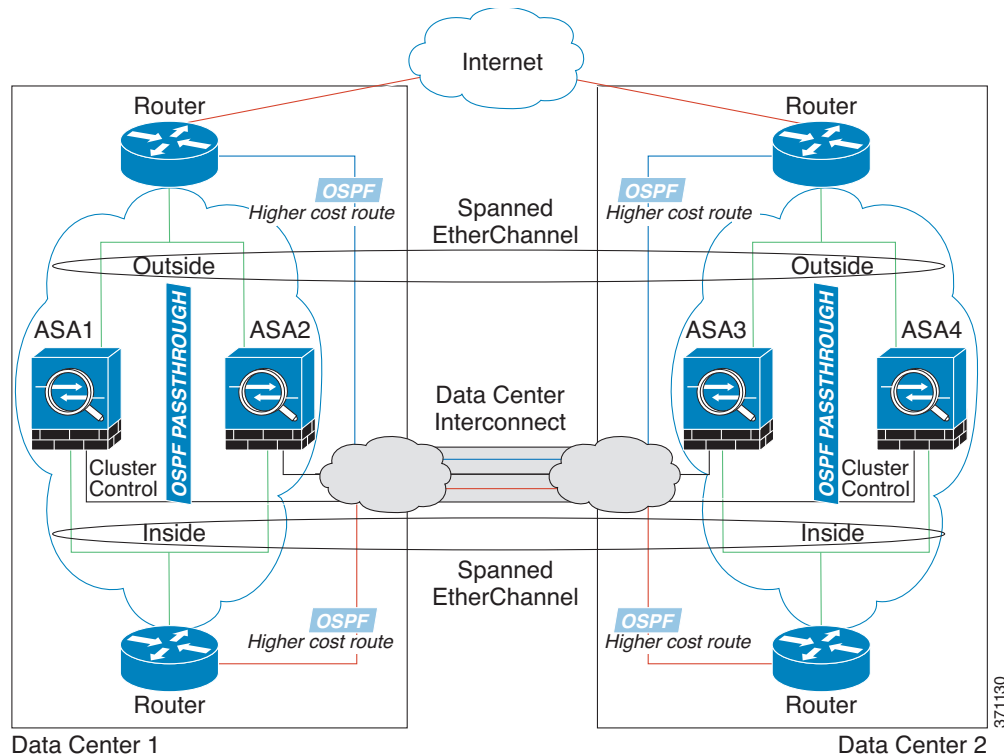 Internet
Router
Router
OSPF
Higher cost route
OSPF
Higher cost route
Spanned
EtherChannel
Outside
Outside
ASA1
ASA2
ASA3
ASA4
OSPF PASSTHROUGH
OSPF PASSTHROUGH
Data Center
Interconnect
Cluster
Control
Cluster
Control
Inside
Inside
Spanned
EtherChannel
OSPF
Higher cost route
OSPF
Higher cost route
Router
Router
371130
Data Center 1
Data Center 2